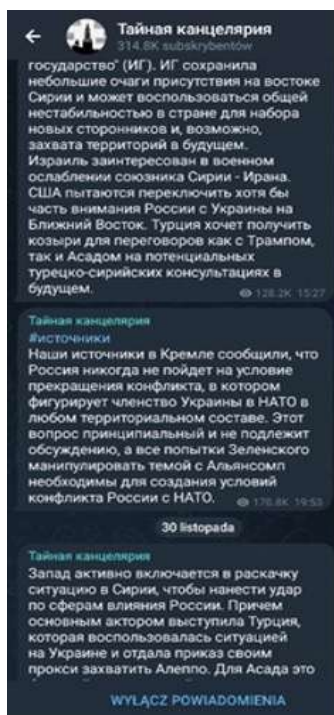 Тайная канцелярия
314.8K subskrybentów
государство" (ИГ). ИГ сохранила
небольшие очаги присутствия на востоке
Сирии и может воспользоваться общей
нестабильностью в стране для набора
новых сторонников и, возможно,
захвата территорий в будущем.
Израиль заинтересован в военном
ослаблении союзника Сирии - Ирана.
США пытаются переключить хотя бы
часть внимания России с Украины на
Ближний Восток. Турция хочет получить
козыри для переговоров как с Трампом,
так и Асадом на потенциальных
турецко-сирийских консультациях в
будущем.
128.2K 15:27
Тайная канцелярия
#источники
Наши источники в Кремле сообщили, что
Россия никогда не пойдет на условие
прекращения конфликта, в котором
фигурирует членство Украины в НАТО в
любом территориальном составе. Этот
вопрос принципиальный и не подлежит
обсуждению, а все попытки Зеленского
манипулировать темой с Альянсомп
необходимы для создания условий
конфликта России с НАТО.
170.8K 19:53
30 listopada
Тайная канцелярия
Запад активно включается в раскачку
ситуацию в Сирии, чтобы нанести удар
по сферам влияния России. Причем
основным актором выступила Турция,
которая воспользовалась ситуацией
на Украине и отдала приказ своим
прокси захватить Алеппо. Для Асада это
WYŁĄCZ POWIADOMIENIA